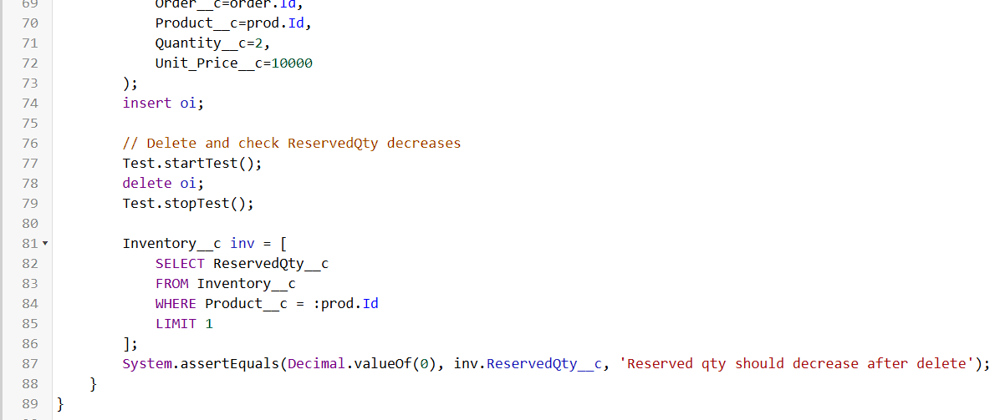 69 Order__c=order.Id,
70 Product__c=prod.Id,
71 Quantity__c=2,
72 Unit_Price__c=10000
73 );
74 insert oi;
75
76 // Delete and check ReservedQty decreases
77 Test.startTest();
78 delete oi;
79 Test.stopTest();
80
81 Inventory__c inv = [
82 SELECT ReservedQty__c
83 FROM Inventory__c
84 WHERE Product__c = :prod.Id
85 LIMIT 1
86 ];
87 System.assertEquals(Decimal.valueOf(0), inv.ReservedQty__c, 'Reserved qty should decrease after delete');
88 }
89 }